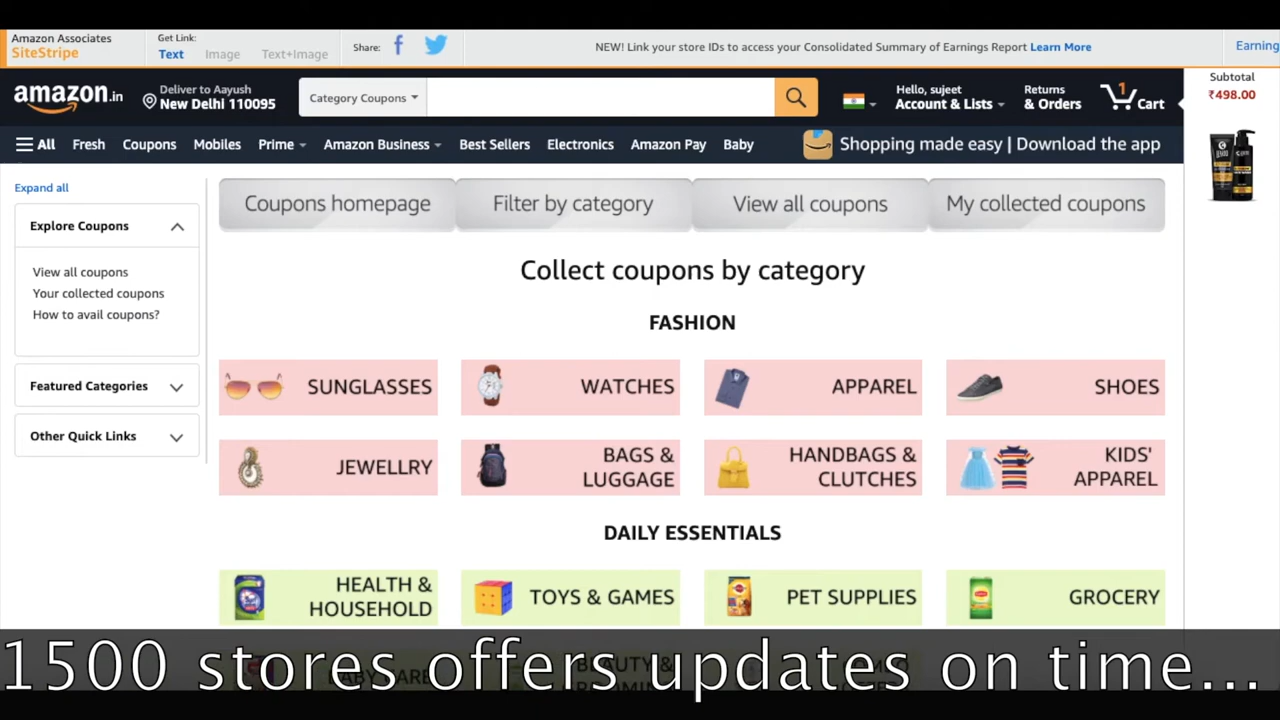 Amazon Associates
SiteStripe
Get Link:
Text Image Text+Image
Share:
NEW! Link your store IDs to access your Consolidated Summary of Earnings Report Learn More
Earning
amazon.in
Deliver to Aayush
New Delhi 110095
Category Coupons
Hello, sujeet
Account & Lists
Returns
& Orders
1
Cart
Subtotal
₹498.00
All Fresh Coupons Mobiles Prime Amazon Business Best Sellers Electronics Amazon Pay Baby
Shopping made easy | Download the app
Expand all
Explore Coupons
View all coupons
Your collected coupons
How to avail coupons?
Featured Categories
Other Quick Links
Coupons homepage Filter by category View all coupons My collected coupons
Collect coupons by category
FASHION
SUNGLASSES
WATCHES
APPAREL
SHOES
JEWELLRY
BAGS &
LUGGAGE
HANDBAGS &
CLUTCHES
KIDS'
APPAREL
DAILY ESSENTIALS
HEALTH &
HOUSEHOLD
TOYS & GAMES
PET SUPPLIES
GROCERY
1500 stores offers updates on time...